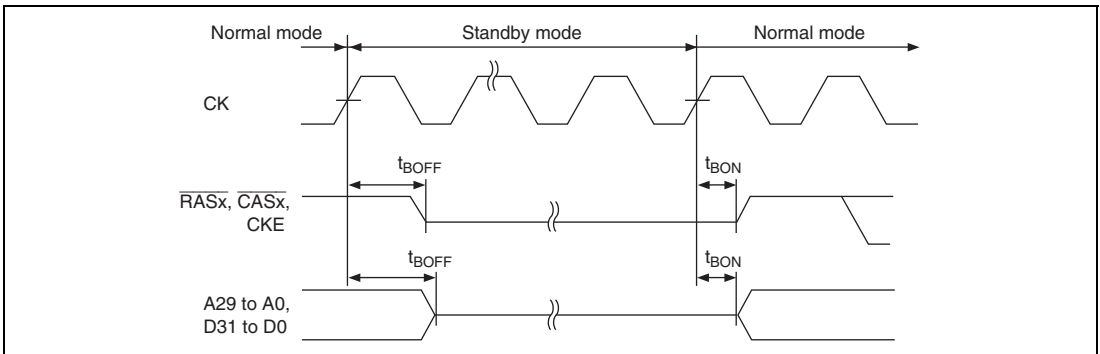 Normal mode Standby mode Normal mode
CK
tBOFF tBON
RASx, CASx,
CKE
tBOFF tBON
A29 to A0,
D31 to D0